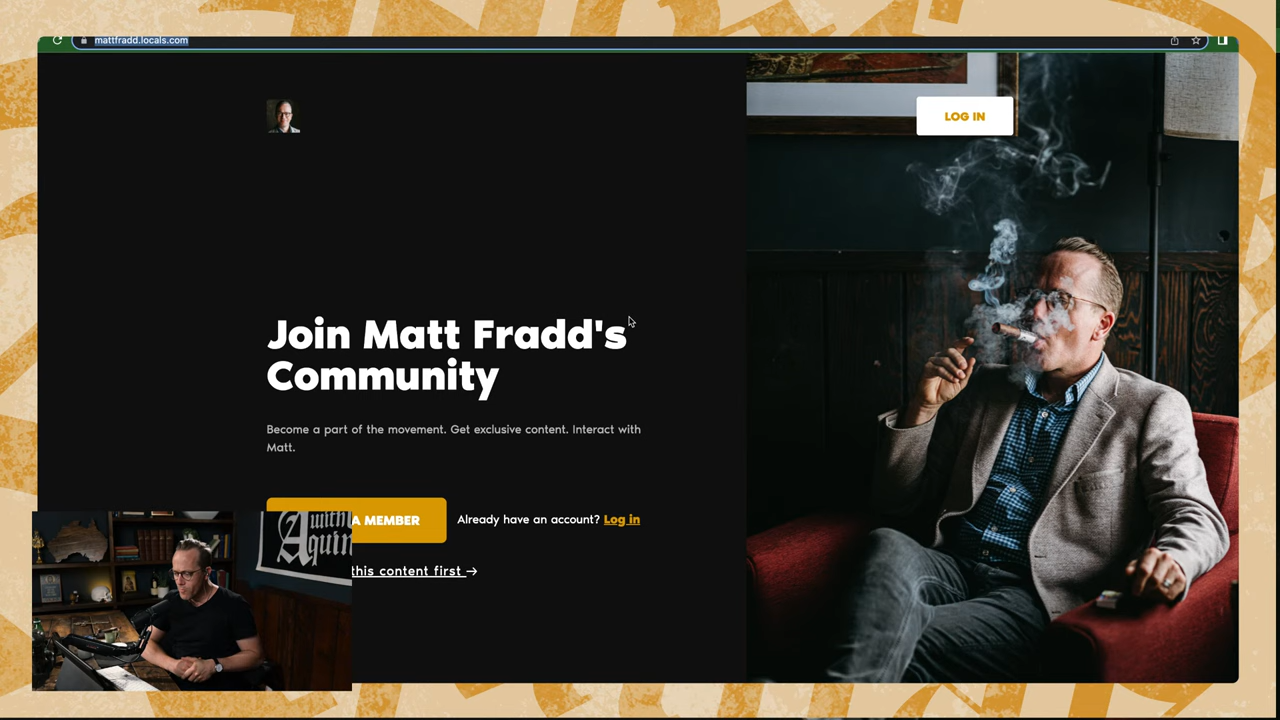 mattfradd.locals.com
LOG IN
Join Matt Fradd's
Community
Become a part of the movement. Get exclusive content. Interact with
Matt.
A MEMBER
Already have an account? Log in
this content first →
Aquin